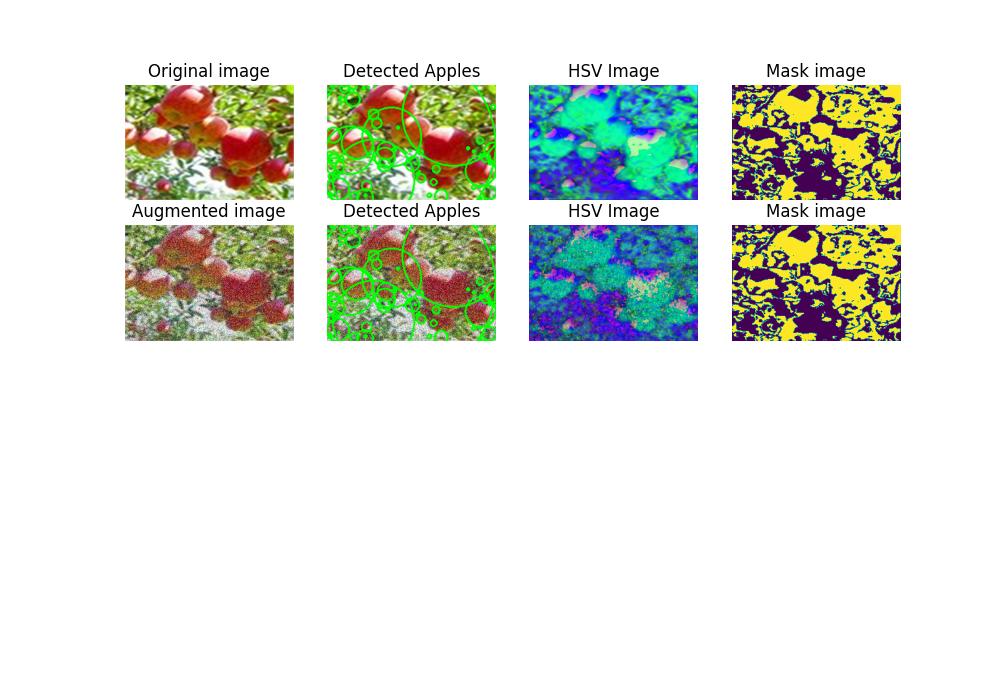 Original image
Detected Apples
HSV Image
Mask image
Augmented image
Detected Apples
HSV Image
Mask image